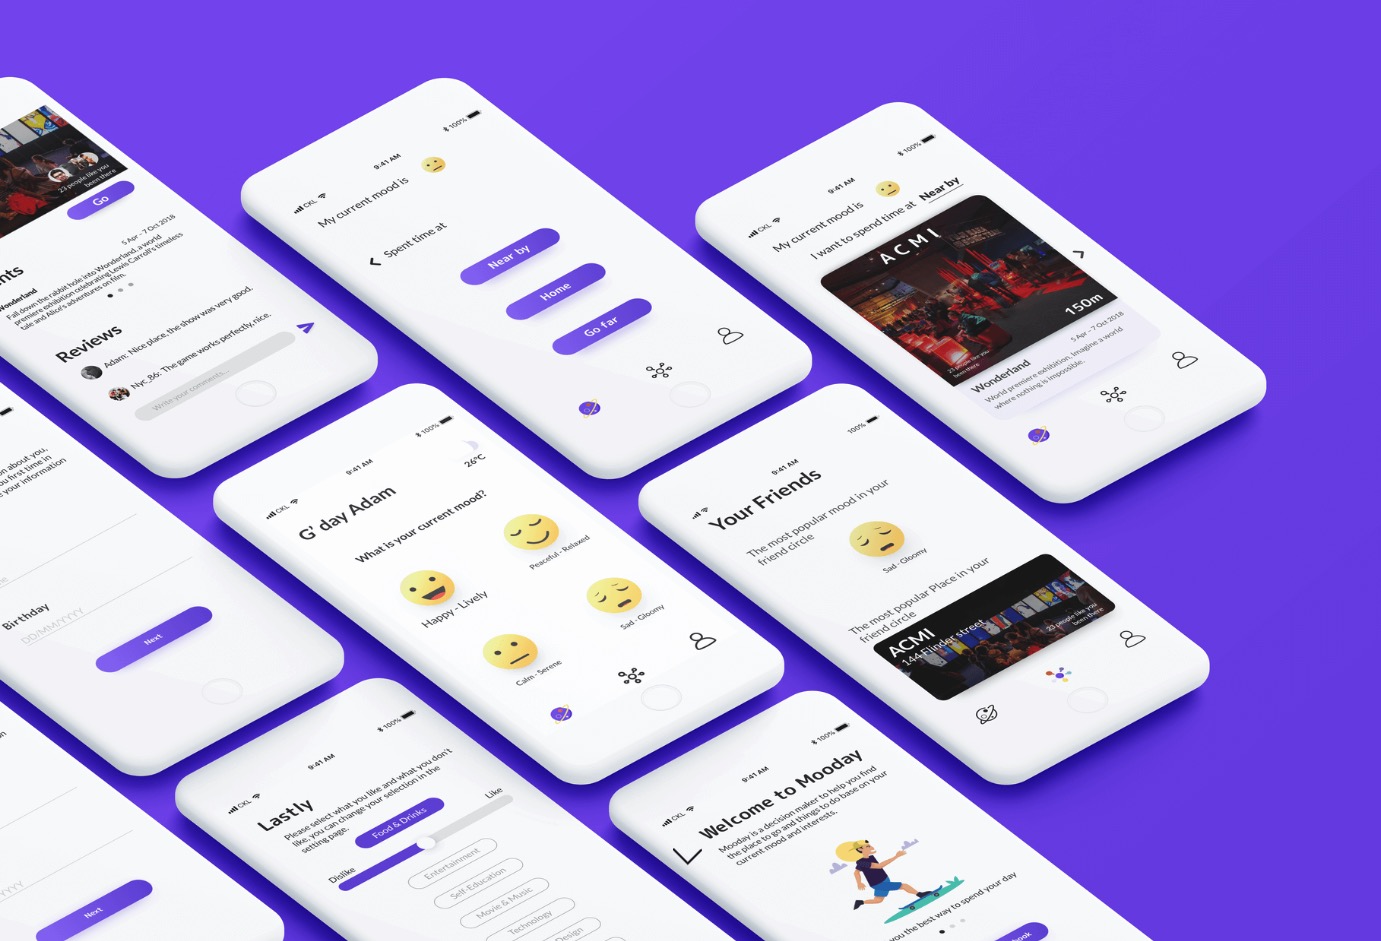 23 people like you
been there
Go
nts
5 Apr - 7 Oct 2018
Wonderland
Fall down the rabbit hole into Wonderland, a world
premiere exhibition celebrating Lewis Carroll's timeless
tale and Alice's adventures on film.
Reviews
Adam: Nice place, the show was very good.
Nyc_86: The game works perfectly, nice.
Write your comments...
CKL
9:41 AM
100%
My current mood is
Spent time at
Near by
Home
Go far
CKL
9:41 AM
100%
My current mood is
I want to spend time at Near by
ACMI
150m
23 people like you
been there
5 Apr - 7 Oct 2018
Wonderland
World premiere exhibition, Imagine a world
where nothing is impossible.
on about you,
u first time in
e your information
Birthday
DD/MM/YYYY
Next
CKL
9:41 AM
100%
26°C
G' day Adam
What is your current mood?
Happy - Lively
Peaceful - Relaxed
Calm - Serene
Sad - Gloomy
9:41 AM
100%
Your Friends
The most popular mood in your
friend circle
Sad - Gloomy
The most popular Place in your
friend circle
ACMI
144 Flinder street
23 people like you
been there
YYYY
Next
CKL
9:41 AM
100%
Lastly
Please select what you like and what you don't
like, you can change your selection in the
setting page.
Food & Drinks
Dislike
Like
Entertainment
Self-Education
Movie & Music
Technology
Design
CKL
9:41 AM
100%
Welcome to Mooday
Mooday is a decision maker to help you find
the place to go and things to do base on your
current mood and interests.
you the best way to spend your day
book